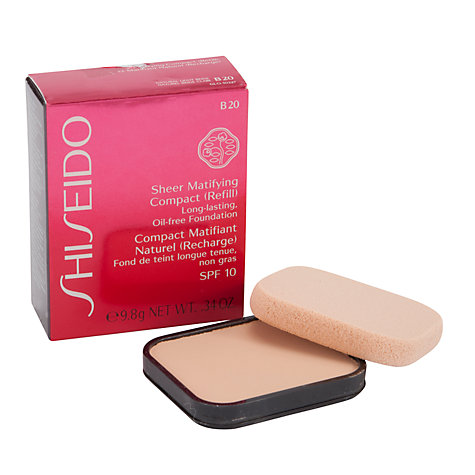 B20
B20
SHISEIDO
Sheer Matifying
Compact (Refill)
Long-lasting,
Oil-free Foundation
Compact Matifiant
Naturel (Recharge)
Fond de teint longue tenue,
non gras
SPF 10
℮9.8g NET WT. .34 OZ.